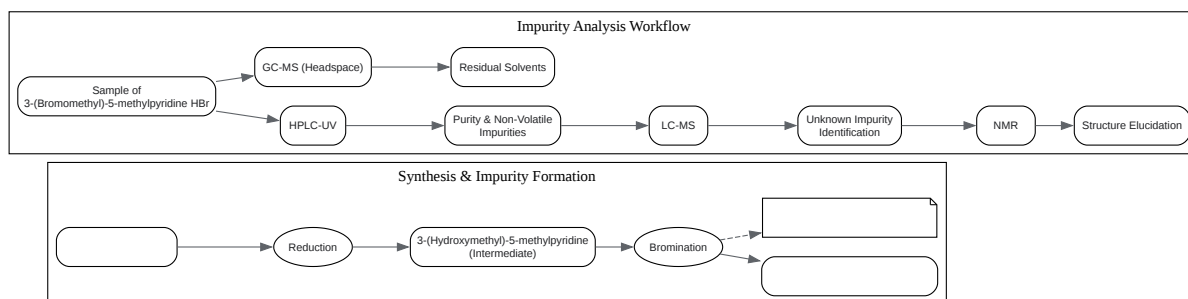 Impurity Analysis Workflow
GC-MS (Headspace)
Residual Solvents
Sample of
3-(Bromomethyl)-5-methylpyridine HBr
HPLC-UV
Purity & Non-Volatile
Impurities
LC-MS
Unknown Impurity
Identification
NMR
Structure Elucidation
Synthesis & Impurity Formation
Reduction
3-(Hydroxymethyl)-5-methylpyridine
(Intermediate)
Bromination